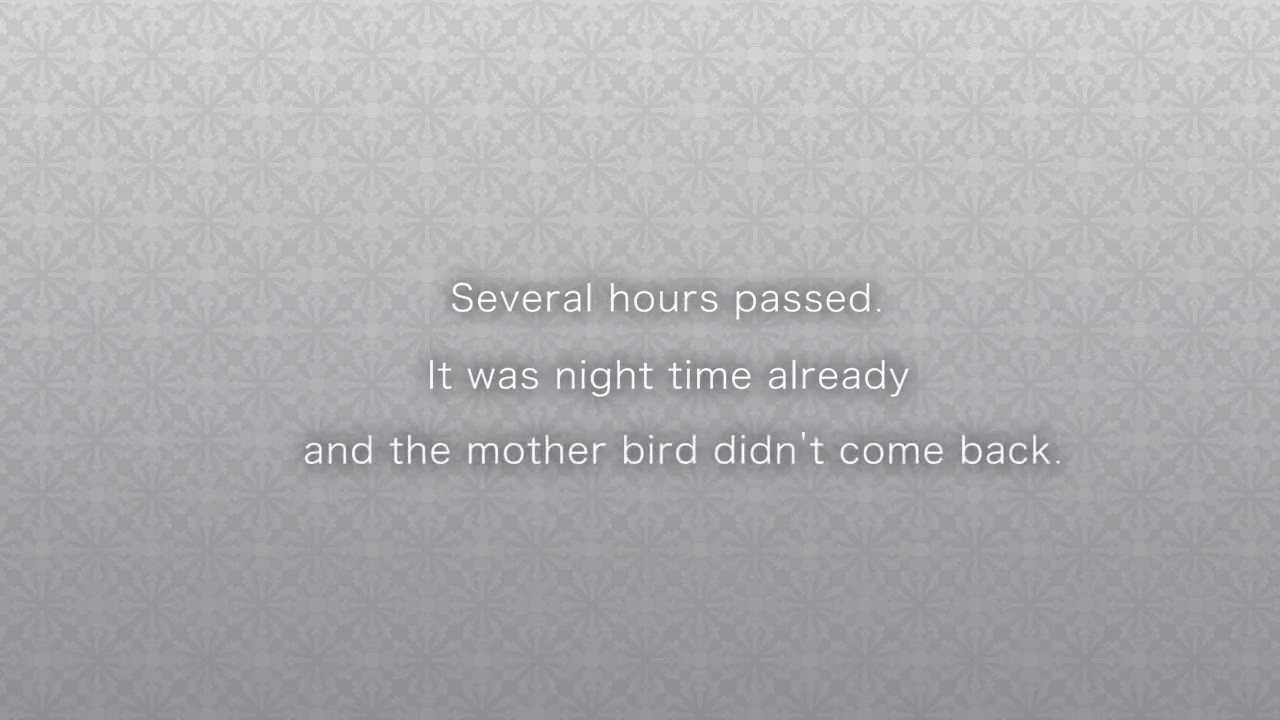 Several hours passed.
It was night time already
and the mother bird didn't come back.